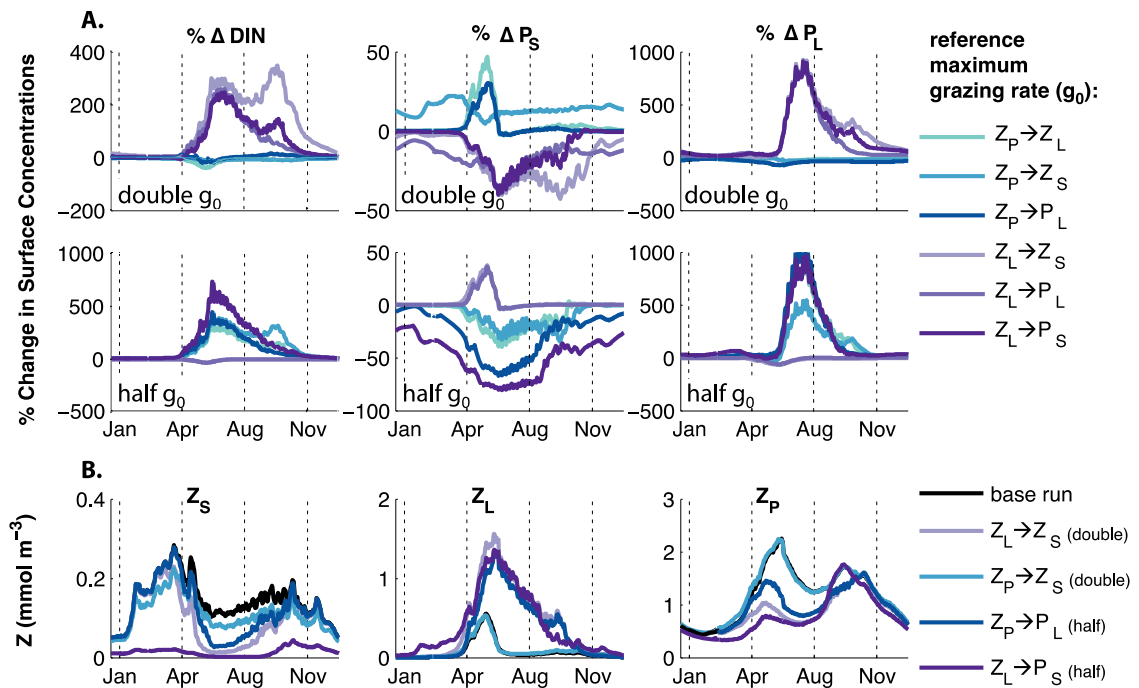 A.
% Δ DIN
% Δ P_S
% Δ P_L
400
200
0
−200
double g_0
50
0
−50
double g_0
1000
500
0
−500
double g_0
% Change in Surface Concentrations
1000
500
0
−500
half g_0
Jan Apr Aug Nov
50
0
−50
−100
half g_0
Jan Apr Aug Nov
1000
500
0
−500
half g_0
Jan Apr Aug Nov
reference
maximum
grazing rate (g_0):
Z_P→Z_L
Z_P→Z_S
Z_P→P_L
Z_L→Z_S
Z_L→P_L
Z_L→P_S
B.
Z (mmol m^−3)
Z_S
0.4
0.2
0
Jan Apr Aug Nov
Z_L
2
1
0
Jan Apr Aug Nov
Z_P
3
2
1
0
Jan Apr Aug Nov
base run
Z_L→Z_S (double)
Z_P→Z_S (double)
Z_P→P_L (half)
Z_L→P_S (half)